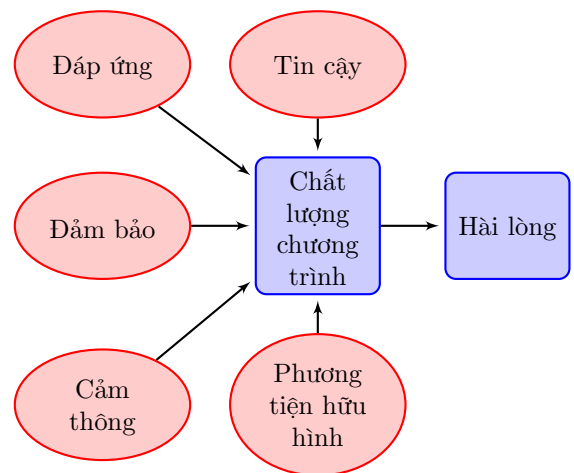 Đáp ứng
Tin cậy
Chất
lượng
chương
trình
Hài lòng
Đảm bảo
Cảm
thông
Phương
tiện hữu
hình